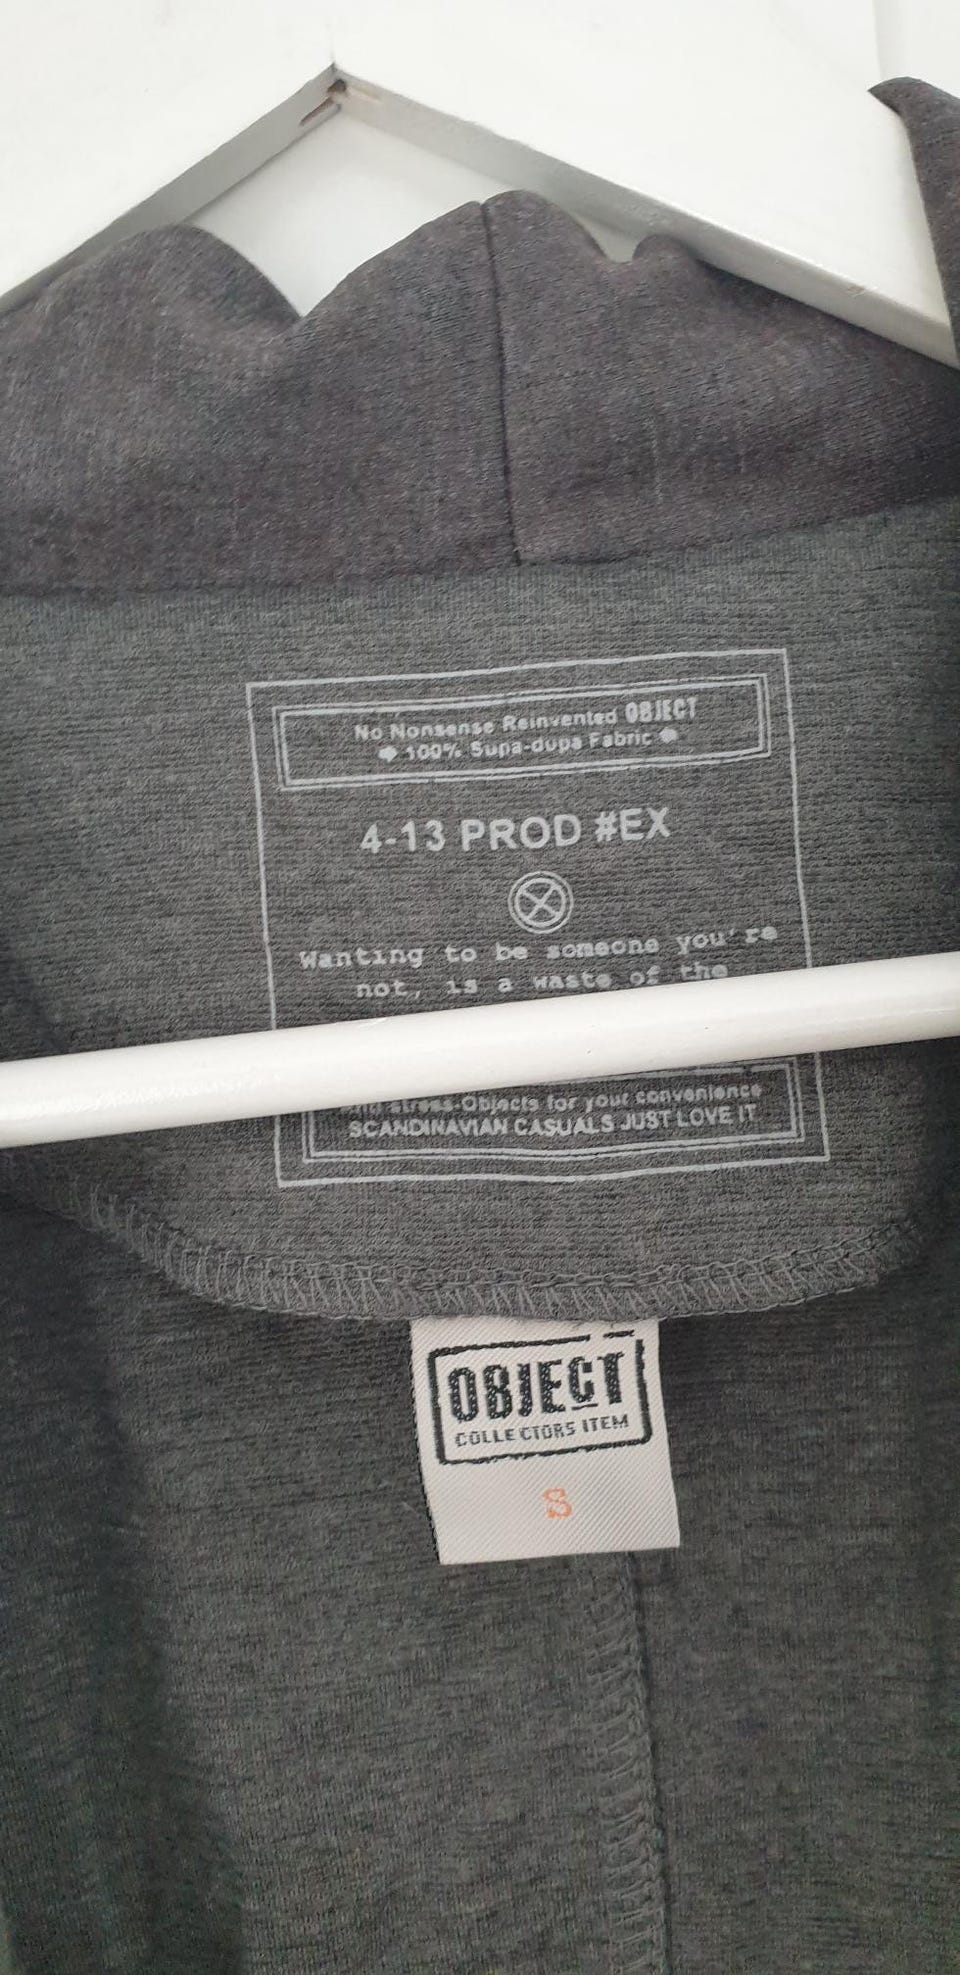 No Nonsense Reinvented OBJECT
100% Supa-dupa Fabric
4-13 PROD #EX
Wanting to be someone you're
not, is a waste of the
stress-Objects for your convenience
SCANDINAVIAN CASUALS JUST LOVE IT
OBJECT
COLLECTORS ITEM
S